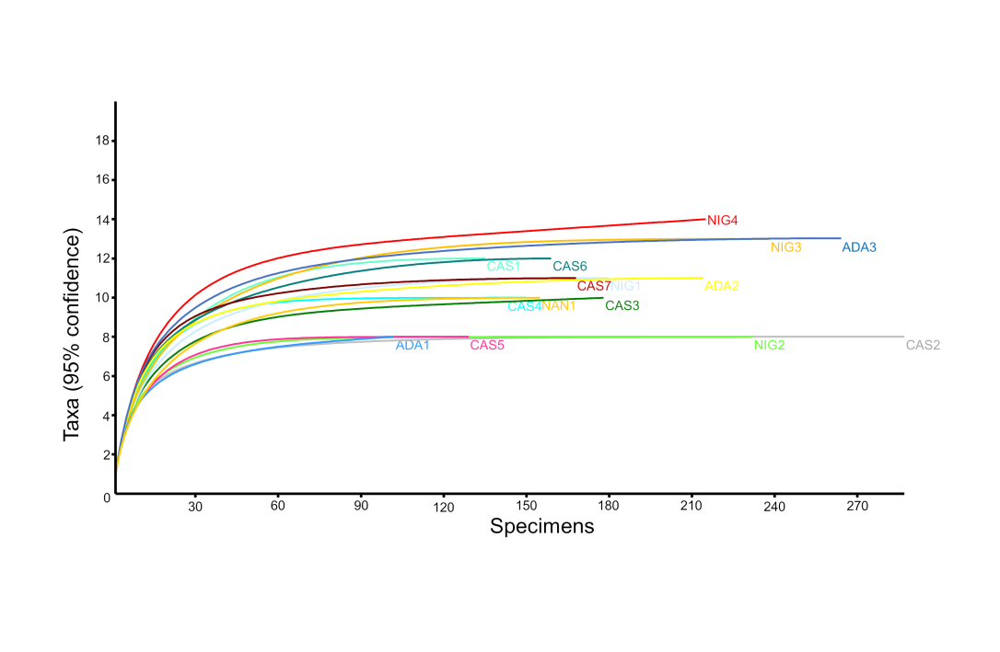 18
16
14
12
10
8
6
4
2
0
Taxa (95% confidence)
NIG4
NIG3
ADA3
CAS1
CAS6
CAS7
NIG1
ADA2
CAS4
NAN1
CAS3
ADA1
CAS5
NIG2
CAS2
30
60
90
120
150
180
210
240
270
Specimens